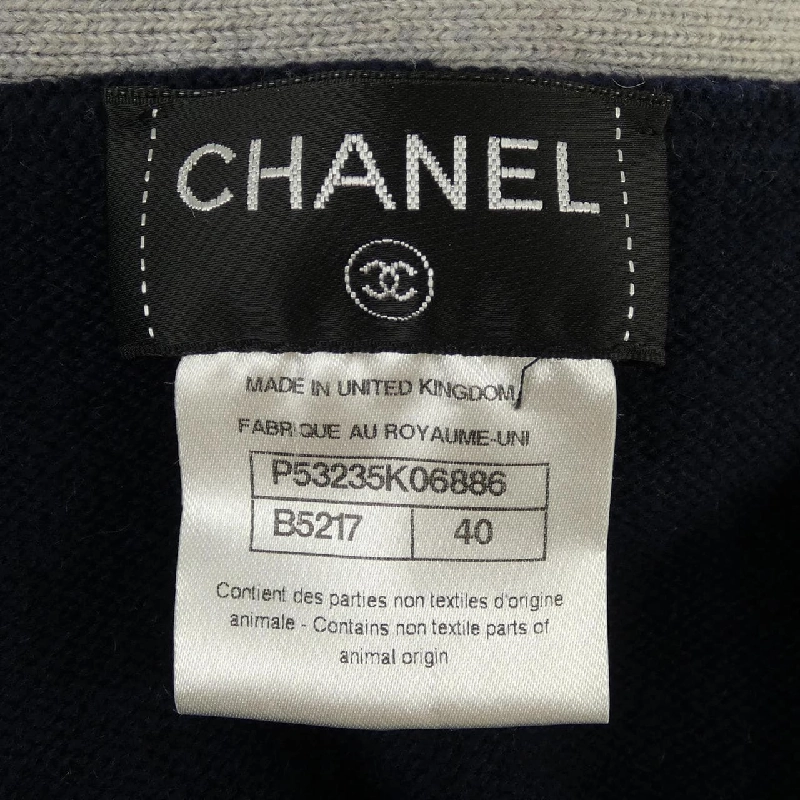 CHANEL
MADE IN UNITED KINGDOM
FABRIQUE AU ROYAUME-UNI
P53235K06886
B5217 40
Contient des parties non textiles d'origine
animale - Contains non textile parts of
animal origin